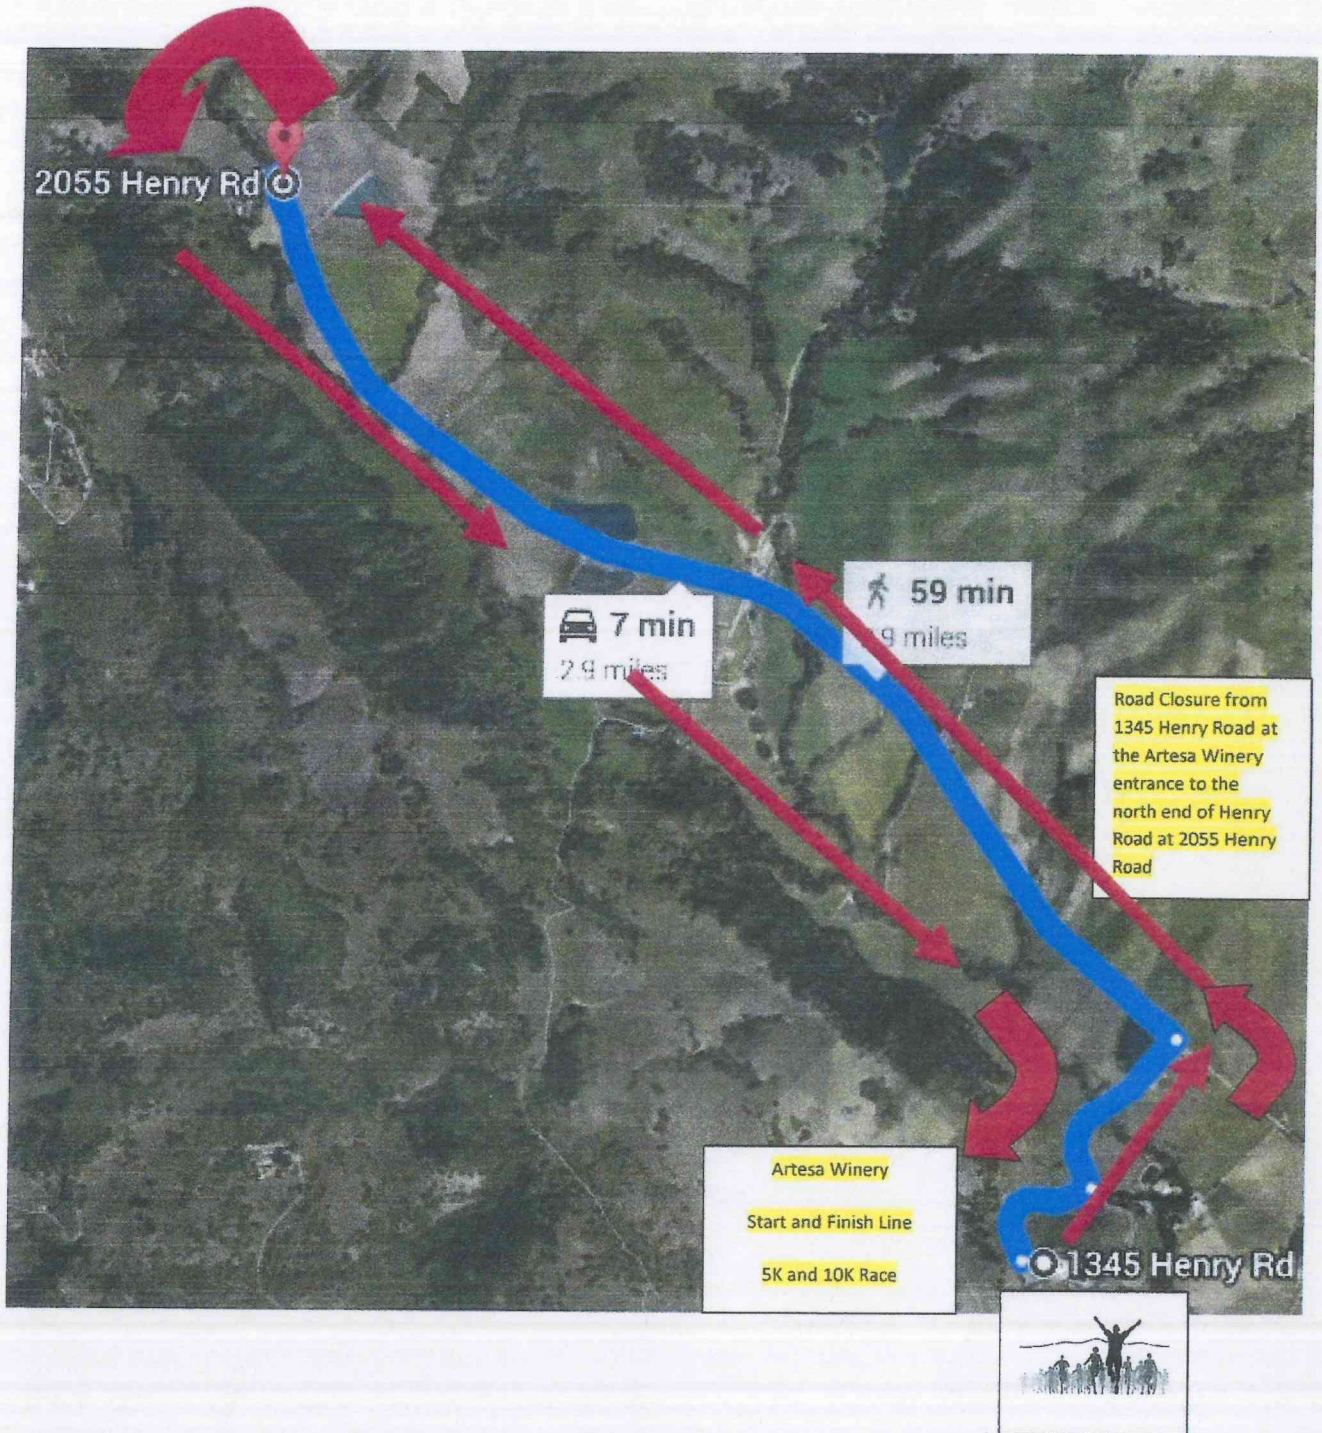 2055 Henry Rd
59 min
9 miles
7 min
2.9 miles
Road Closure from
1345 Henry Road at
the Artesa Winery
entrance to the
north end of Henry
Road at 2055 Henry
Road
Artesa Winery
Start and Finish Line
5K and 10K Race
1345 Henry Rd